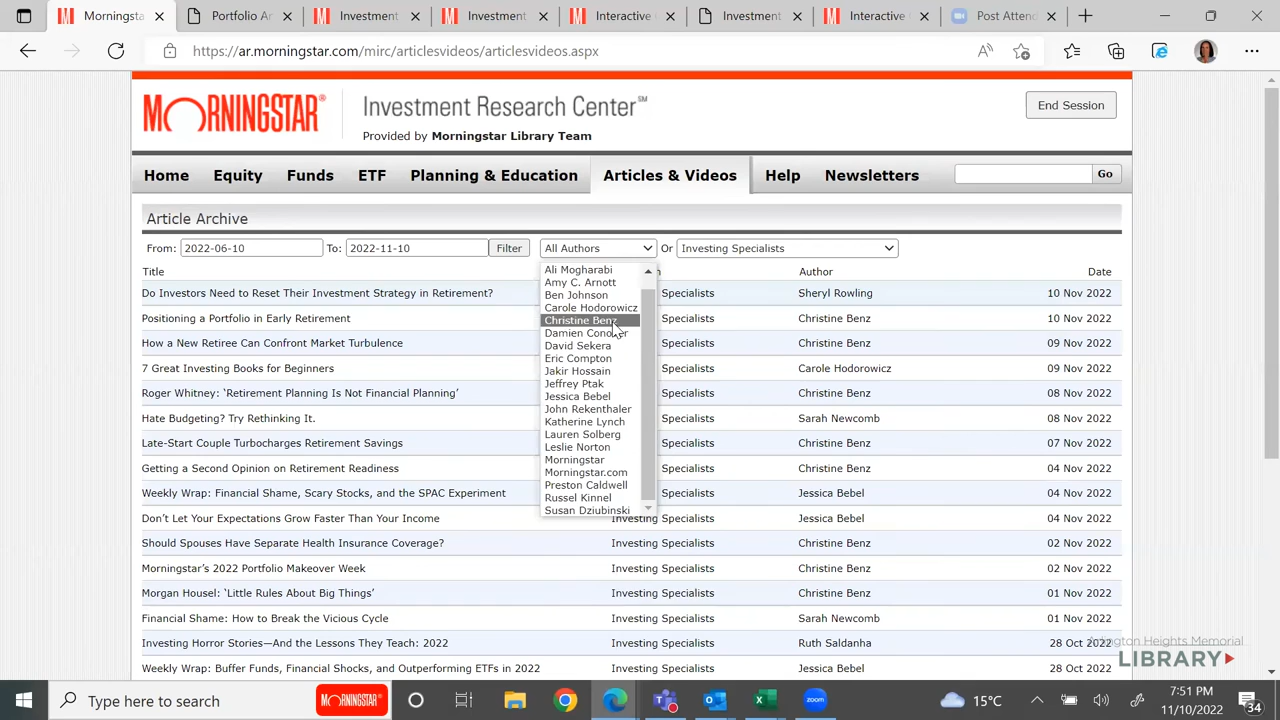 Morningsta
Portfolio Ar
Investment
Investment
Interactive
Investment
Interactive
Post Attend
https://ar.morningstar.com/mirc/articlesvideos/articlesvideos.aspx
MORNINGSTAR®
Investment Research Center℠
Provided by Morningstar Library Team
End Session
Home Equity Funds ETF Planning & Education Articles & Videos Help Newsletters Go
Article Archive
From: 2022-06-10 To: 2022-11-10 Filter All Authors Or Investing Specialists
Title Author Date
Do Investors Need to Reset Their Investment Strategy in Retirement? Specialists Sheryl Rowling 10 Nov 2022
Positioning a Portfolio in Early Retirement Specialists Christine Benz 10 Nov 2022
How a New Retiree Can Confront Market Turbulence Specialists Christine Benz 09 Nov 2022
7 Great Investing Books for Beginners Specialists Carole Hodorowicz 09 Nov 2022
Roger Whitney: ‘Retirement Planning Is Not Financial Planning’ Specialists Christine Benz 08 Nov 2022
Hate Budgeting? Try Rethinking It. Specialists Sarah Newcomb 08 Nov 2022
Late-Start Couple Turbocharges Retirement Savings Specialists Christine Benz 07 Nov 2022
Getting a Second Opinion on Retirement Readiness Specialists Christine Benz 04 Nov 2022
Weekly Wrap: Financial Shame, Scary Stocks, and the SPAC Experiment Specialists Jessica Bebel 04 Nov 2022
Don’t Let Your Expectations Grow Faster Than Your Income Investing Specialists Jessica Bebel 04 Nov 2022
Should Spouses Have Separate Health Insurance Coverage? Investing Specialists Christine Benz 02 Nov 2022
Morningstar’s 2022 Portfolio Makeover Week Investing Specialists Christine Benz 02 Nov 2022
Morgan Housel: ‘Little Rules About Big Things’ Investing Specialists Christine Benz 01 Nov 2022
Financial Shame: How to Break the Vicious Cycle Investing Specialists Sarah Newcomb 01 Nov 2022
Investing Horror Stories—And the Lessons They Teach: 2022 Investing Specialists Ruth Saldanha 28 Oct 2022
Weekly Wrap: Buffer Funds, Financial Shocks, and Outperforming ETFs in 2022 Investing Specialists Jessica Bebel 28 Oct 2022
Ali Mogharabi
Amy C. Arnott
Ben Johnson
Carole Hodorowicz
Christine Benz
Damien Conover
David Sekera
Eric Compton
Jakir Hossain
Jeffrey Ptak
Jessica Bebel
John Rekenthaler
Katherine Lynch
Lauren Solberg
Leslie Norton
Morningstar
Morningstar.com
Preston Caldwell
Russel Kinnel
Susan Dziubinski
Arlington Heights Memorial
LIBRARY
Type here to search
MORNINGSTAR
zoom
15°C
7:51 PM
11/10/2022
34